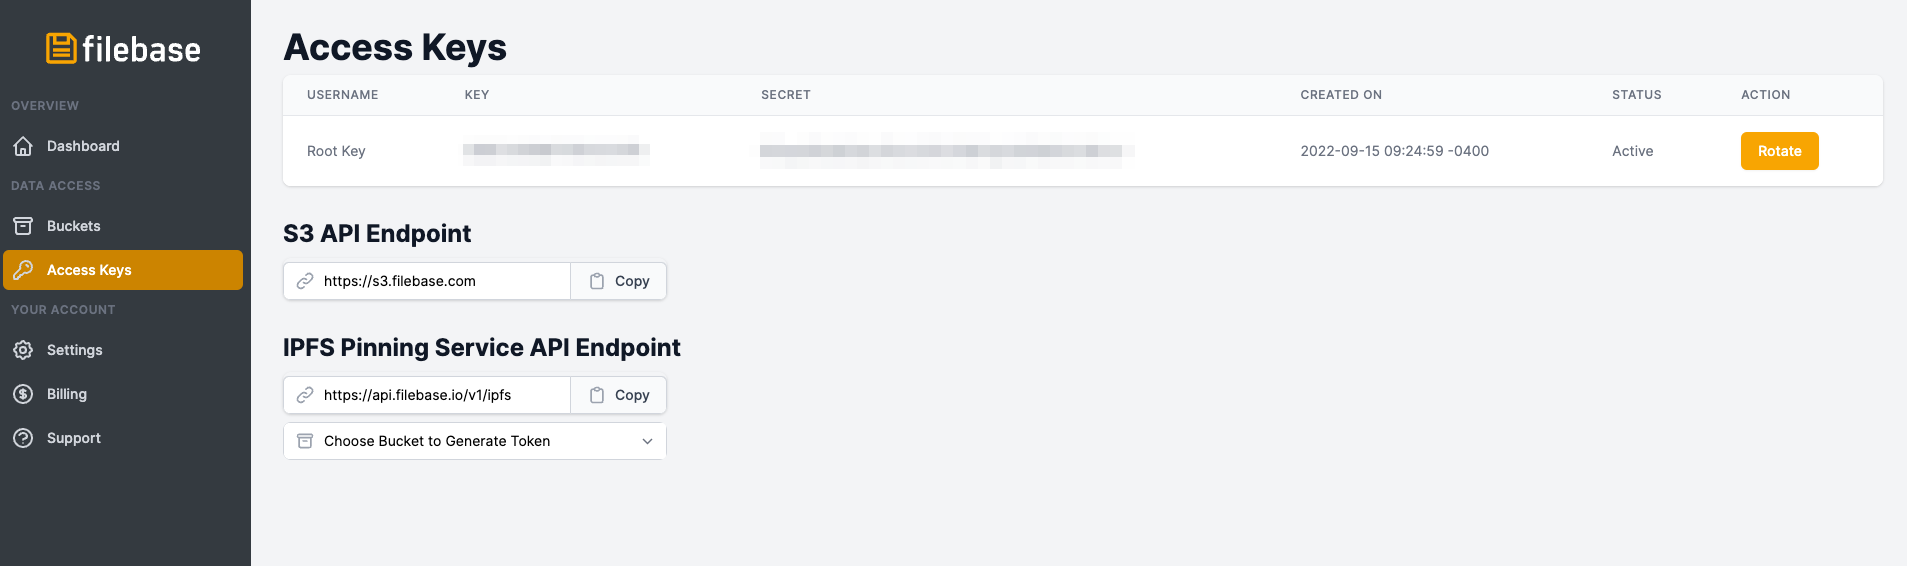 filebase
OVERVIEW
Dashboard
DATA ACCESS
Buckets
Access Keys
YOUR ACCOUNT
Settings
Billing
Support
Access Keys
USERNAME KEY SECRET CREATED ON STATUS ACTION
Root Key 2022-09-15 09:24:59 -0400 Active Rotate
S3 API Endpoint
https://s3.filebase.com Copy
IPFS Pinning Service API Endpoint
https://api.filebase.io/v1/ipfs Copy
Choose Bucket to Generate Token